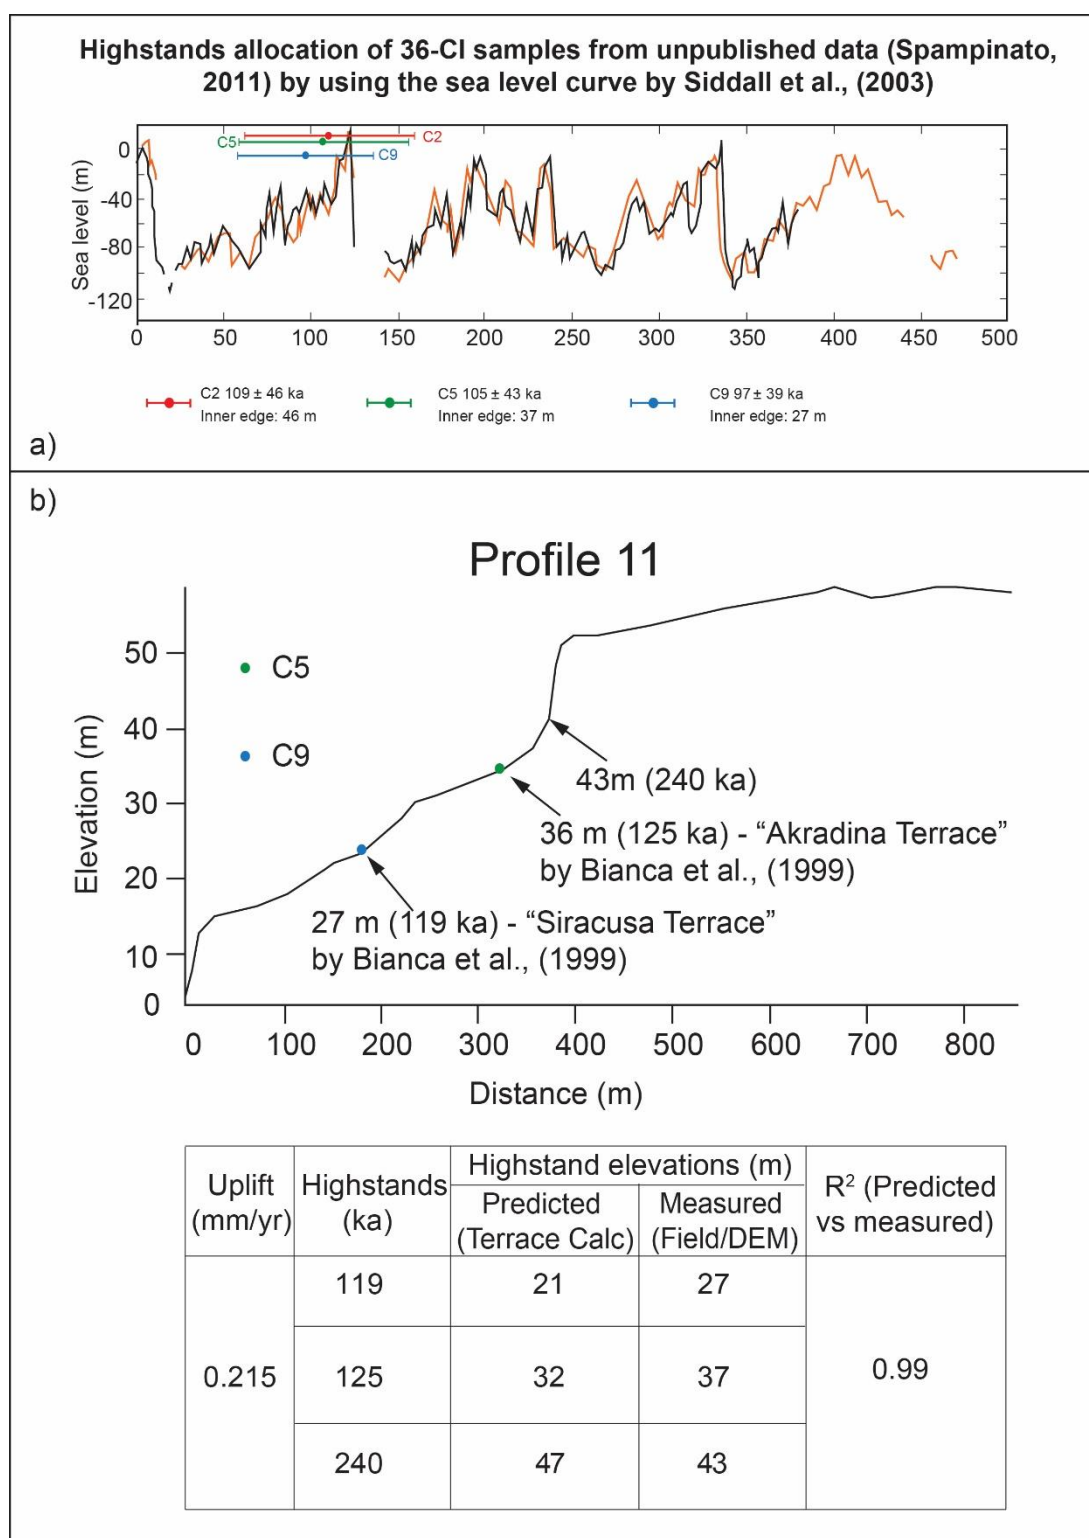 Highstands allocation of 36-Cl samples from unpublished data (Spampinato,
2011) by using the sea level curve by Siddall et al., (2003)
Sea level (m)
0
-40
-80
-120
C2
C5
C9
0 50 100 150 200 250 300 350 400 450 500
C2 109 ± 46 ka
Inner edge: 46 m
C5 105 ± 43 ka
Inner edge: 37 m
C9 97 ± 39 ka
Inner edge: 27 m
a)
b)
Profile 11
Elevation (m)
50
40
30
20
10
0
C5
C9
43m (240 ka)
36 m (125 ka) - “Akradina Terrace”
by Bianca et al., (1999)
27 m (119 ka) - “Siracusa Terrace”
by Bianca et al., (1999)
0 100 200 300 400 500 600 700 800
Distance (m)
Uplift
(mm/yr)
Highstands
(ka)
Highstand elevations (m)
Predicted
(Terrace Calc)
Measured
(Field/DEM)
R² (Predicted
vs measured)
119 21 27
0.215 125 32 37 0.99
240 47 43